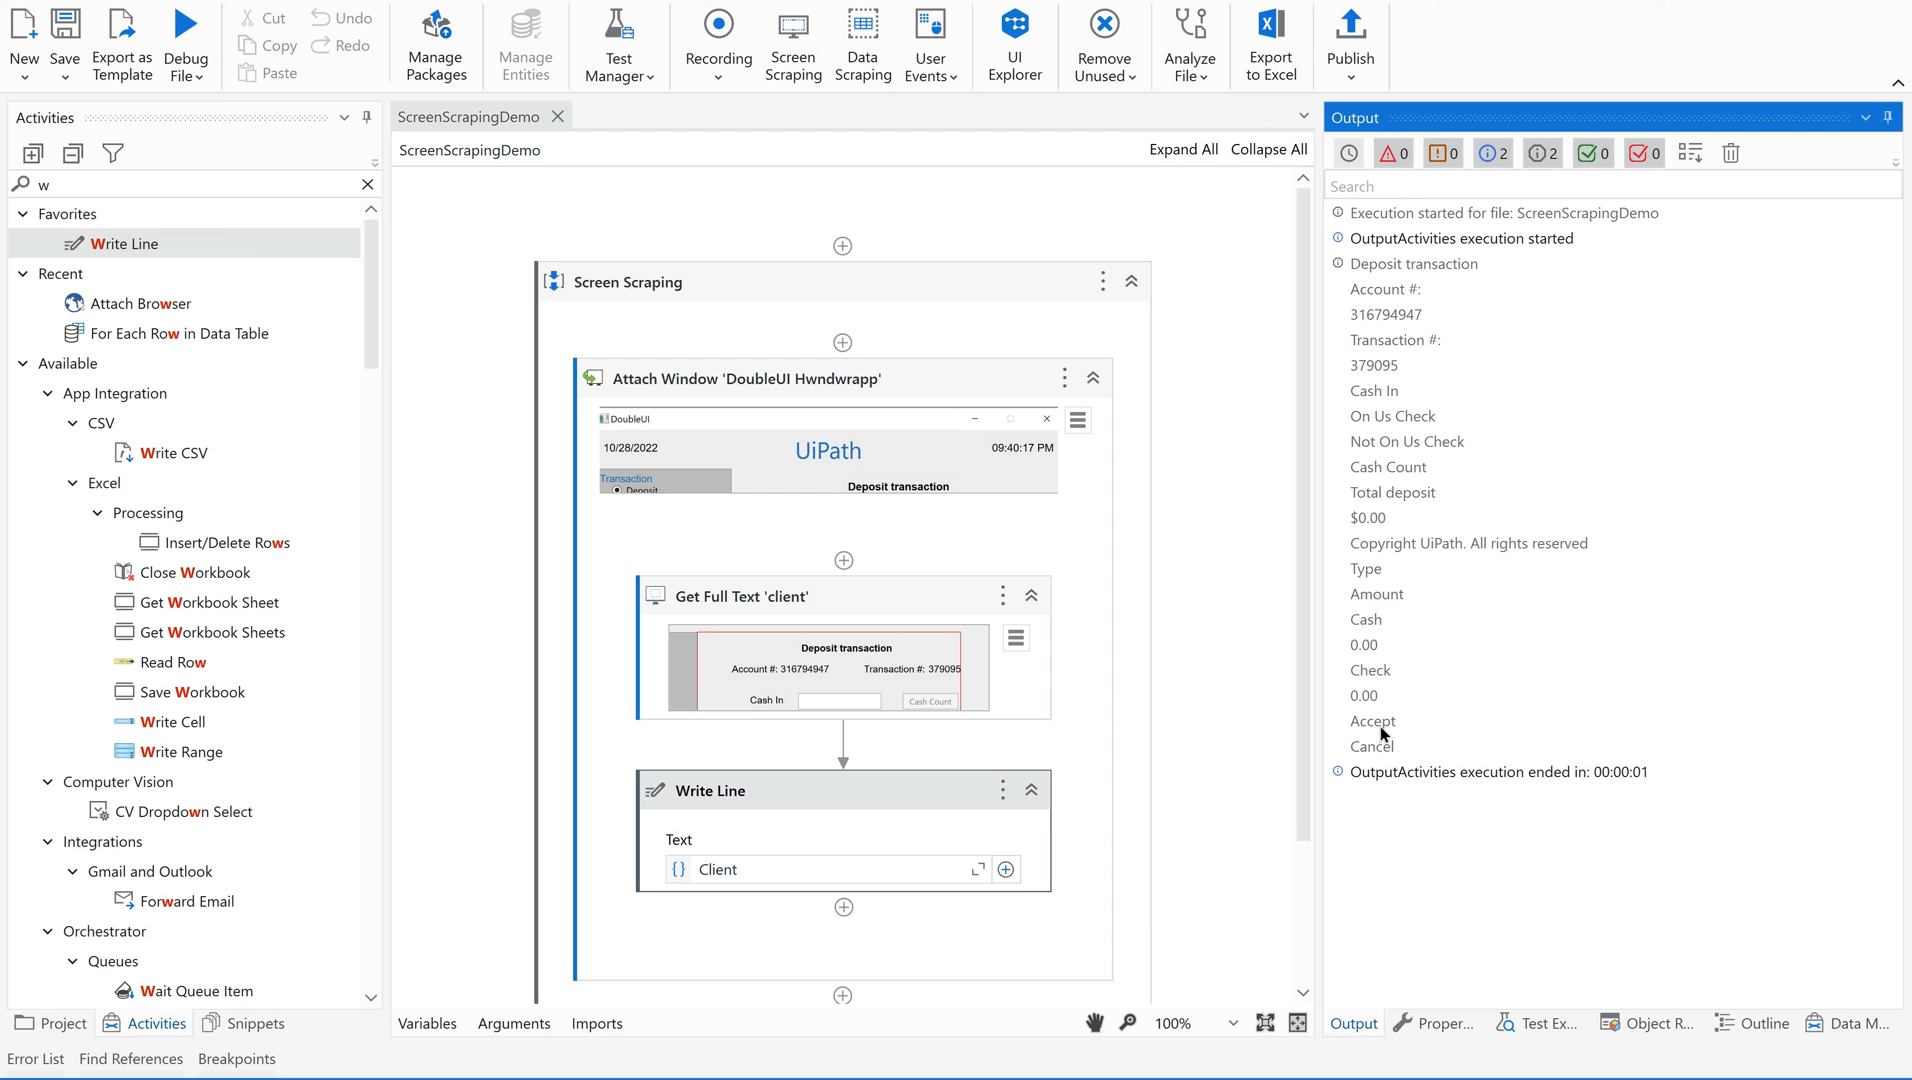 New
Save
Export as Template
Debug File
Cut
Copy
Paste
Undo
Redo
Manage Packages
Manage Entities
Test Manager
Recording
Screen Scraping
Data Scraping
User Events
UI Explorer
Remove Unused
Analyze File
Export to Excel
Publish
Activities
w
Favorites
Write Line
Recent
Attach Browser
For Each Row in Data Table
Available
App Integration
CSV
Write CSV
Excel
Processing
Insert/Delete Rows
Close Workbook
Get Workbook Sheet
Get Workbook Sheets
Read Row
Save Workbook
Write Cell
Write Range
Computer Vision
CV Dropdown Select
Integrations
Gmail and Outlook
Forward Email
Orchestrator
Queues
Wait Queue Item
Project
Activities
Snippets
Error List
Find References
Breakpoints
ScreenScrapingDemo
ScreenScrapingDemo
Expand All
Collapse All
Screen Scraping
Attach Window 'DoubleUI Hwndwrapp'
DoubleUI
10/28/2022
UiPath
09:40:17 PM
Transaction
Deposit
Deposit transaction
Get Full Text 'client'
Deposit transaction
Account #: 316794947
Transaction #: 379095
Cash In
Cash Count
Write Line
Text
Client
Variables
Arguments
Imports
100%
Output
0
0
2
2
0
0
Search
Execution started for file: ScreenScrapingDemo
OutputActivities execution started
Deposit transaction
Account #:
316794947
Transaction #:
379095
Cash In
On Us Check
Not On Us Check
Cash Count
Total deposit
$0.00
Copyright UiPath. All rights reserved
Type
Amount
Cash
0.00
Check
0.00
Accept
Cancel
OutputActivities execution ended in: 00:00:01
Output
Proper...
Test Ex...
Object R...
Outline
Data M...